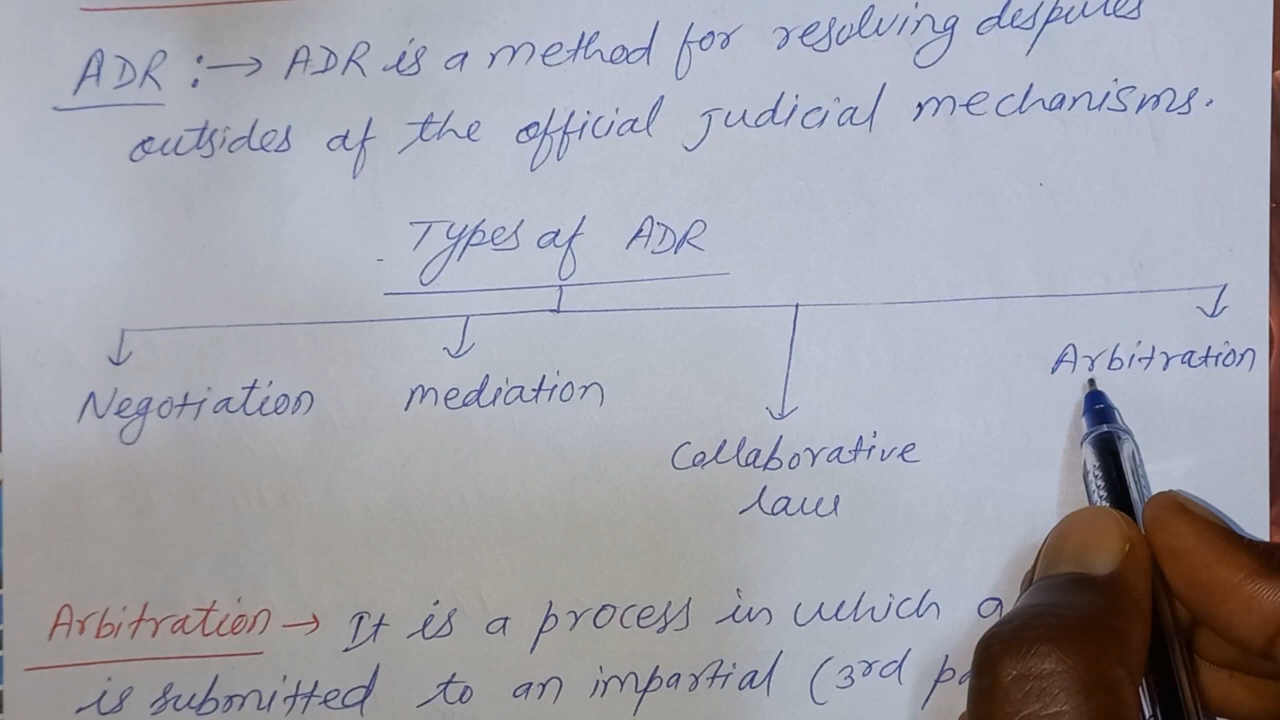 ADR :→ ADR is a method for resolving desputes
outsides of the official judicial mechanisms.
Types of ADR
Negotiation mediation Collaborative law Arbitration
Arbitration → It is a process in which a
is submitted to an impartial (3rd